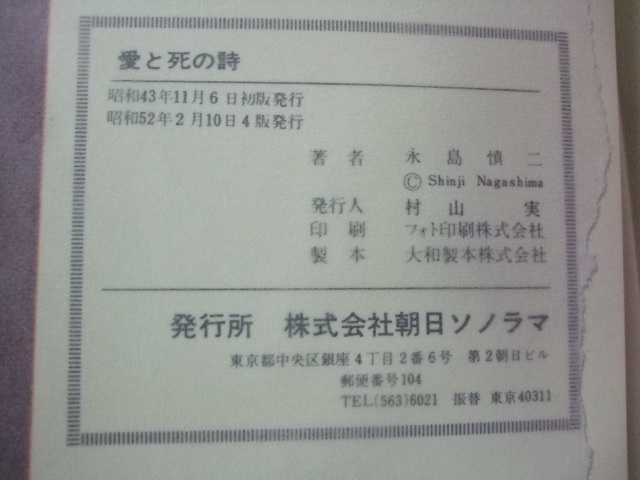 愛と死の詩
昭和43年11月6日初版発行
昭和52年2月10日4版発行
著者 永島慎二
Ⓒ Shinji Nagashima
発行人 村山実
印刷 フォト印刷株式会社
製本 大和製本株式会社
発行所 株式会社朝日ソノラマ
東京都中央区銀座4丁目2番6号 第2朝日ビル
郵便番号104
TEL(563)6021 振替 東京40311